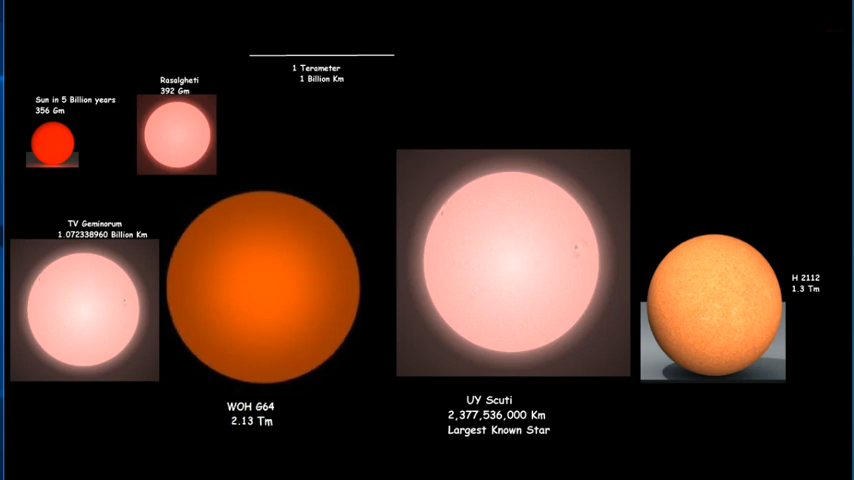 1 Terameter
1 Billion Km
Rasalgheti
392 Gm
Sun in 5 Billion years
356 Gm
TV Geminorum
1.072338960 Billion Km
H 2112
1.3 Tm
WOH G64
2.13 Tm
UY Scuti
2,377,536,000 Km
Largest Known Star